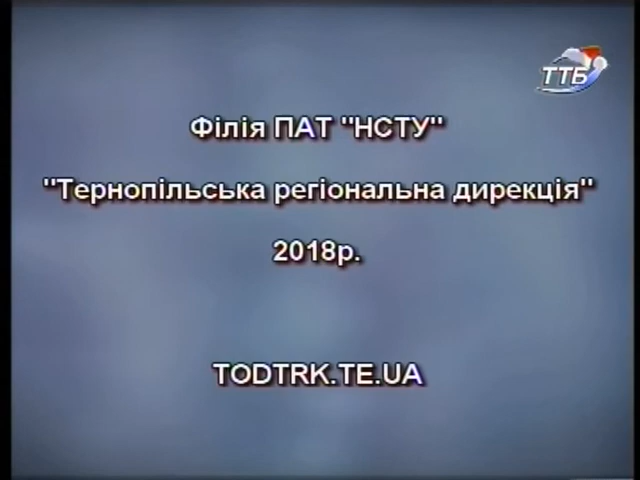 ТТБ
Філія ПАТ "НСТУ"
"Тернопільська регіональна дирекція"
2018р.
TODTRK.TE.UA